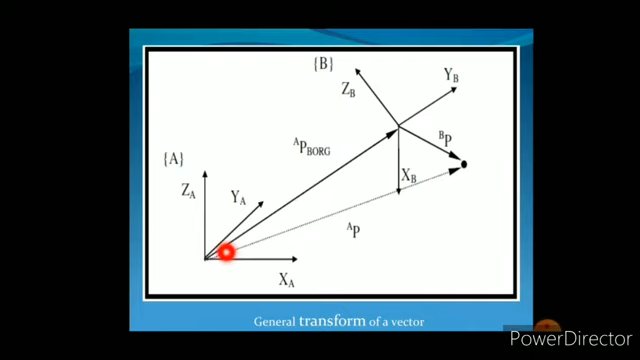 {B}
Z_B
Y_B
^AP_BORG
^BP
{A}
Z_A
Y_A
X_B
^AP
X_A
General transform of a vector
PowerDirector